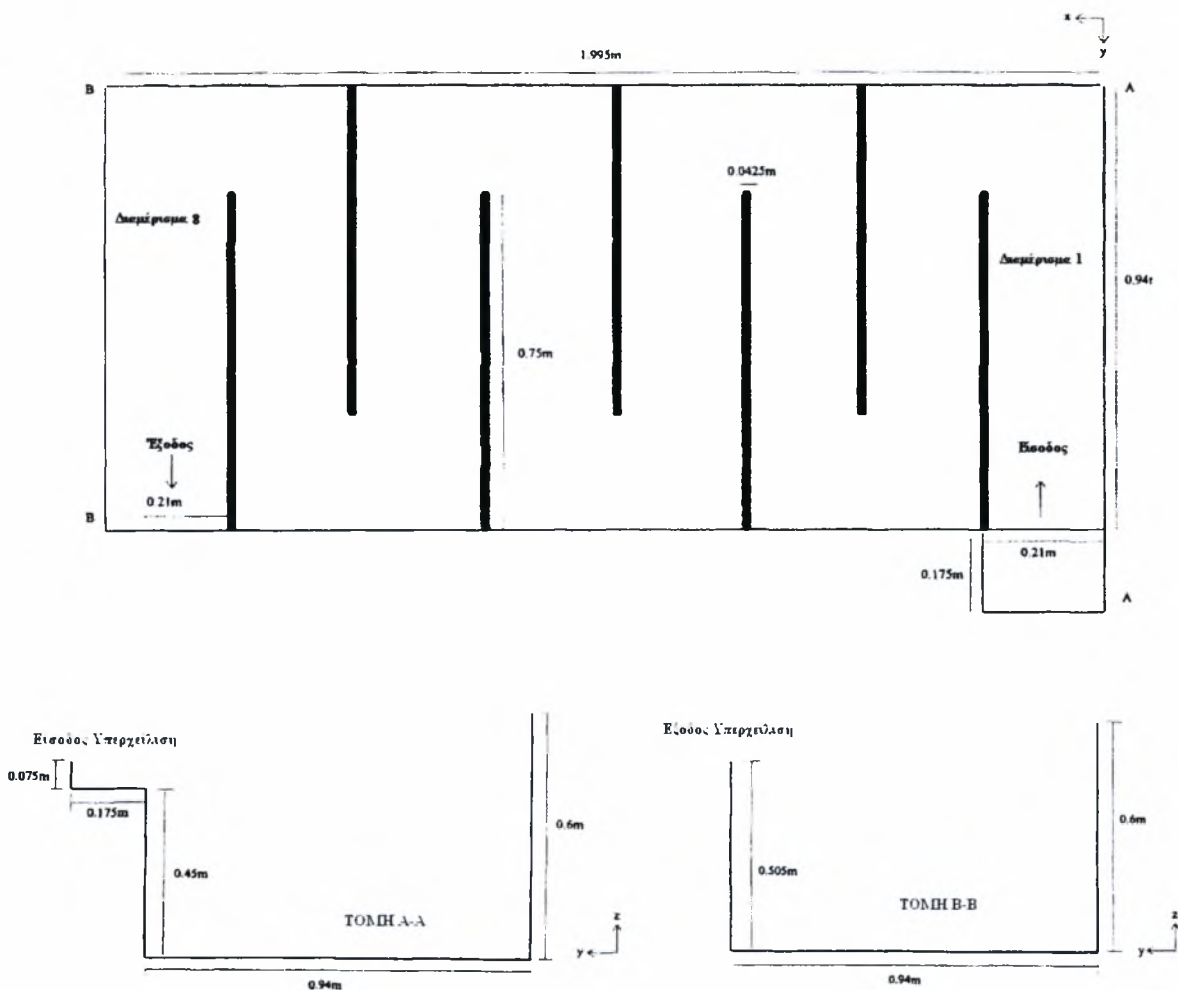 x
y
1.995m
B
A
0.0425m
Διαμέρισμα 8
Διαμέρισμα 1
0.94m
0.75m
Έξοδος
Είσοδος
0.21m
B
0.21m
0.175m
A
Είσοδος Υπερχείλιση
Εξοδος Υπερχείλιση
0.075m
0.175m
0.6m
0.6m
0.45m
0.505m
ΤΟΜΗ Α-Α
ΤΟΜΗ Β-Β
z
y
z
y
0.94m
0.94m